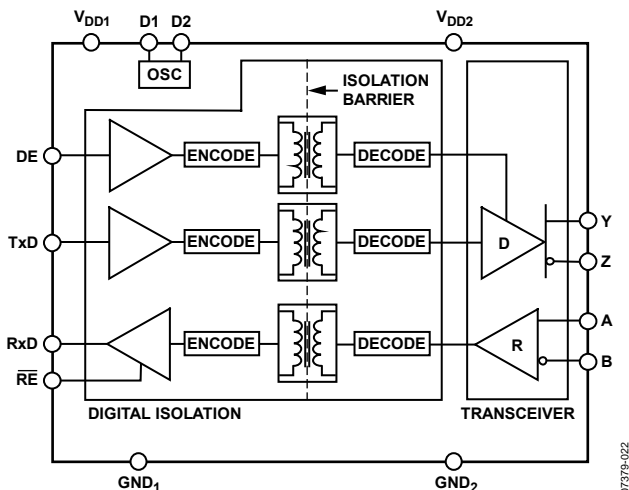 VDD1 D1 D2 VDD2
OSC
ISOLATION
BARRIER
DE ENCODE DECODE
TxD ENCODE DECODE D Y
Z
RxD ENCODE DECODE R A
RE B
DIGITAL ISOLATION TRANSCEIVER
GND1 GND2
07379-022